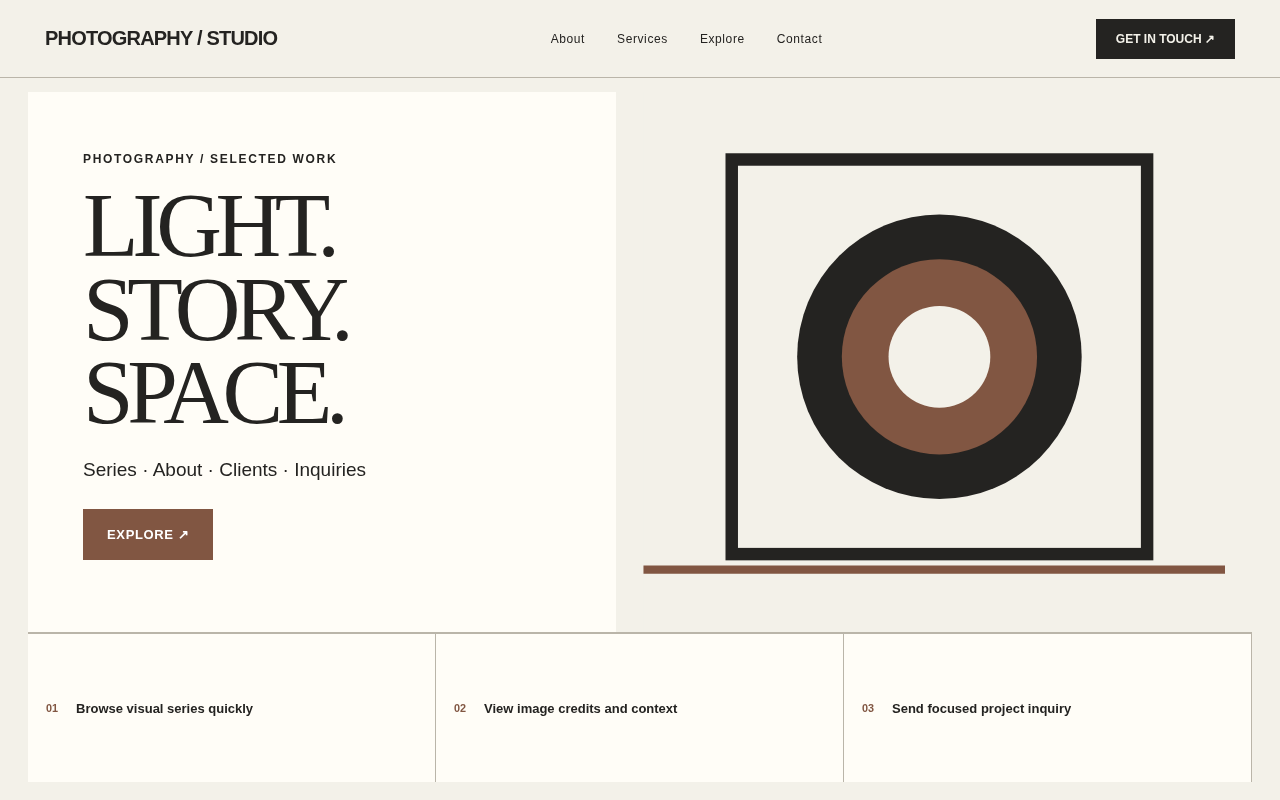 PHOTOGRAPHY / STUDIO
About Services Explore Contact
GET IN TOUCH ↗
PHOTOGRAPHY / SELECTED WORK
LIGHT.
STORY.
SPACE.
Series · About · Clients · Inquiries
EXPLORE ↗
01 Browse visual series quickly
02 View image credits and context
03 Send focused project inquiry